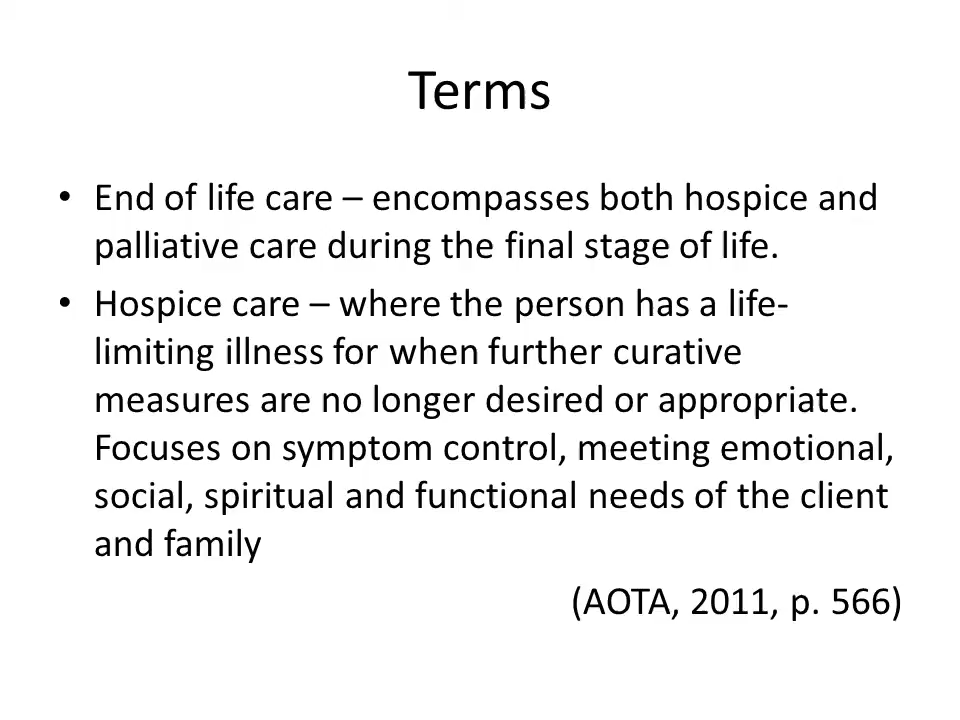 Terms
• End of life care – encompasses both hospice and
palliative care during the final stage of life.
• Hospice care – where the person has a life-
limiting illness for when further curative
measures are no longer desired or appropriate.
Focuses on symptom control, meeting emotional,
social, spiritual and functional needs of the client
and family
(AOTA, 2011, p. 566)